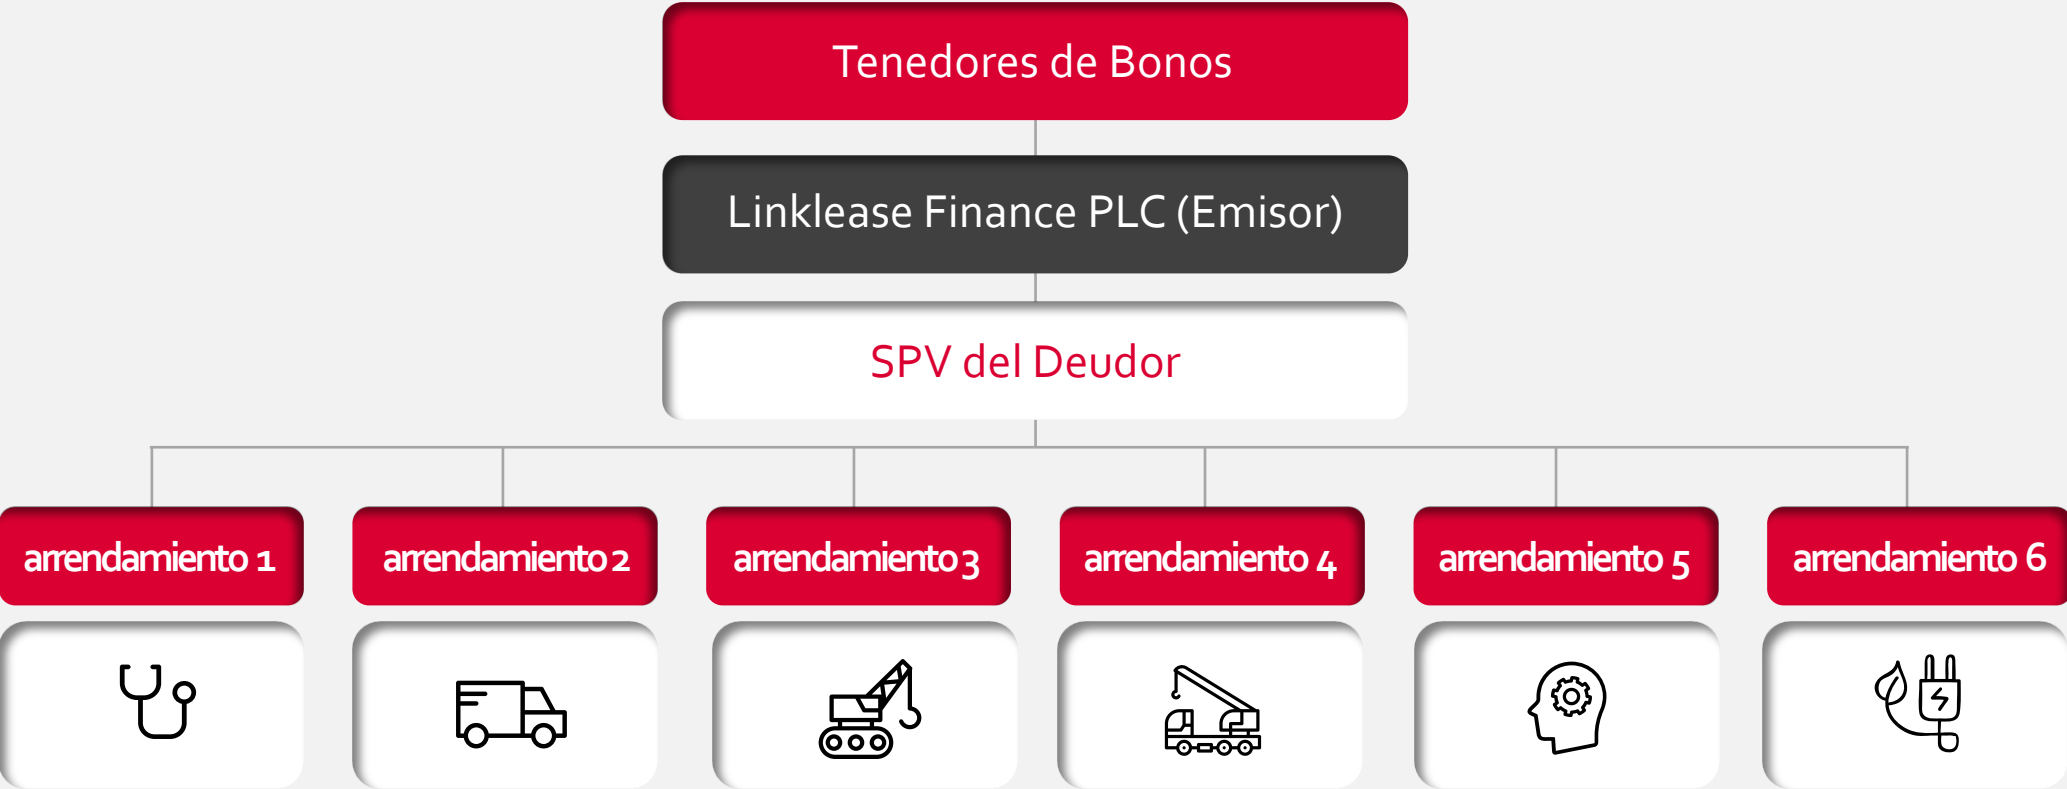 Tenedores de Bonos
Linklease Finance PLC (Emisor)
SPV del Deudor
arrendamiento 1
arrendamiento 2
arrendamiento 3
arrendamiento 4
arrendamiento 5
arrendamiento 6